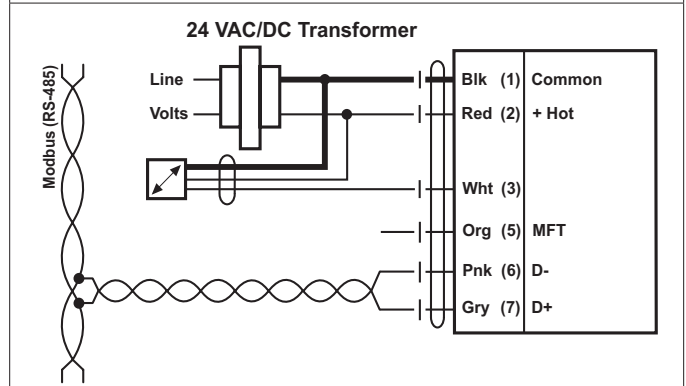 24 VAC/DC Transformer
Modbus (RS-485)
Line
Volts
Blk (1) Common
Red (2) + Hot
Wht (3)
Org (5) MFT
Pnk (6) D-
Gry (7) D+